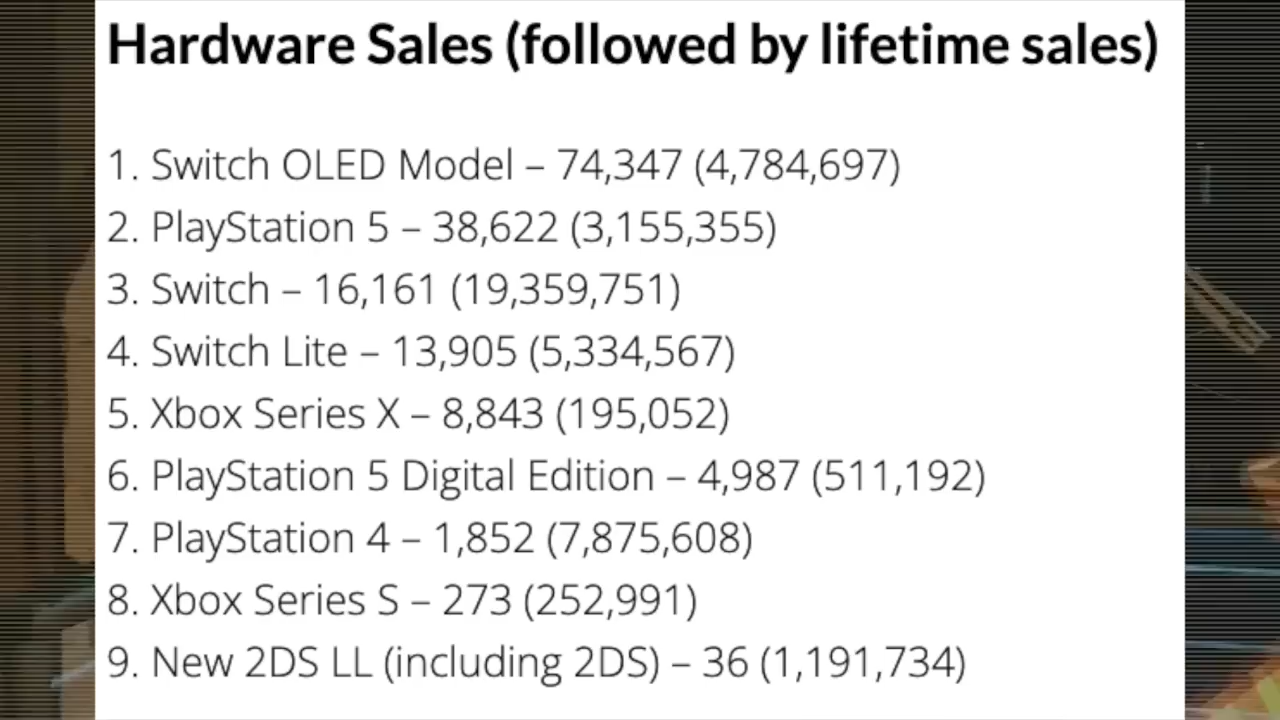 Hardware Sales (followed by lifetime sales)
1. Switch OLED Model – 74,347 (4,784,697)
2. PlayStation 5 – 38,622 (3,155,355)
3. Switch – 16,161 (19,359,751)
4. Switch Lite – 13,905 (5,334,567)
5. Xbox Series X – 8,843 (195,052)
6. PlayStation 5 Digital Edition – 4,987 (511,192)
7. PlayStation 4 – 1,852 (7,875,608)
8. Xbox Series S – 273 (252,991)
9. New 2DS LL (including 2DS) – 36 (1,191,734)